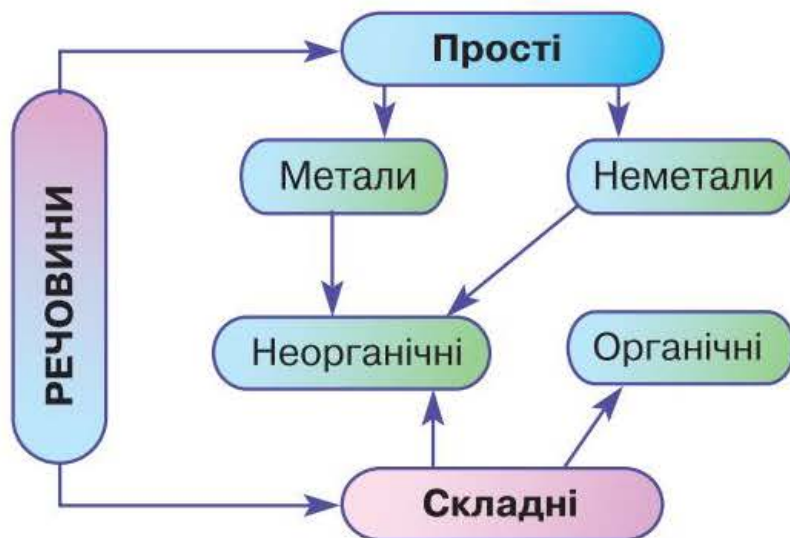 Прості
Метали
Неметали
РЕЧОВИНИ
Неорганічні
Органічні
Складні